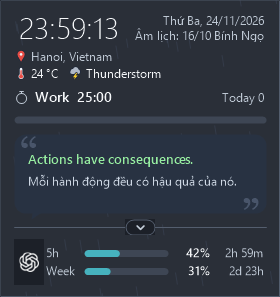 23:59:13
Thứ Ba, 24/11/2026
Âm lịch: 16/10 Bính Ngọ
Hanoi, Vietnam
24 °C Thunderstorm
Work 25:00 Today 0
Actions have consequences.
Mỗi hành động đều có hậu quả của nó.
5h 42% 2h 59m
Week 31% 2d 23h